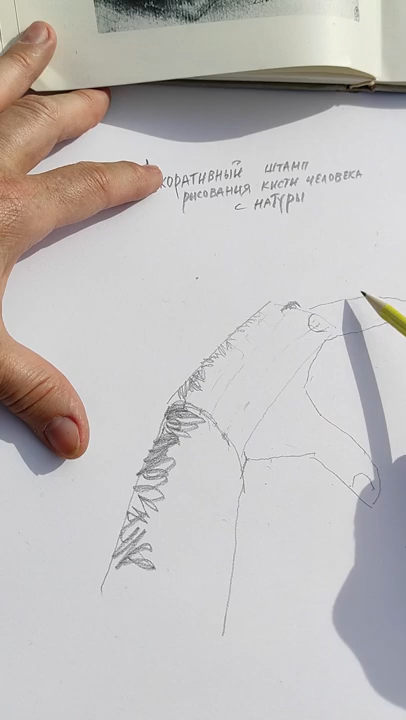 коративный штамп
рисования кисти человека
с натуры